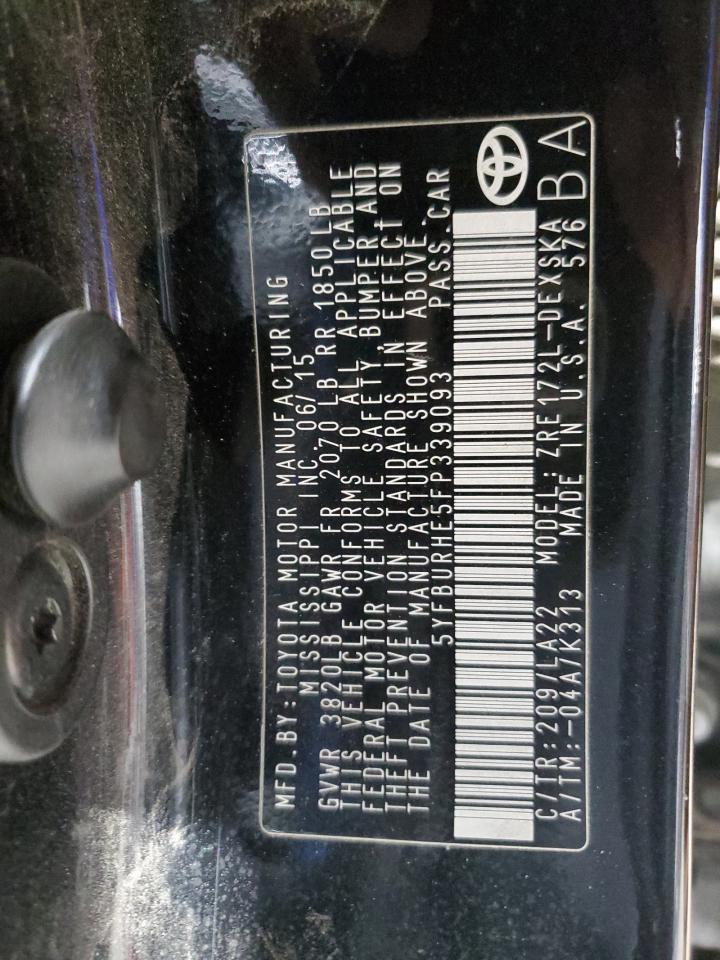 MFD. BY: TOYOTA MOTOR MANUFACTURING
MISSISSIPPI INC. 06/15
GVWR 3820LB GAWR FR 2070 LB RR 1850 LB
THIS VEHICLE CONFORMS TO ALL APPLICABLE
FEDERAL MOTOR VEHICLE SAFETY BUMPER, AND
THEFT PREVENTION STANDARDS IN EFFECT ON
THE DATE OF MANUFACTURE SHOWN ABOVE.
5YFBURHE5FP339093 PASS. CAR
C/TR: 209/LA22 MODEL: ZRE172L-DEXSKA
A/TM: -04A/K313 MADE IN U.S.A. 576
BA